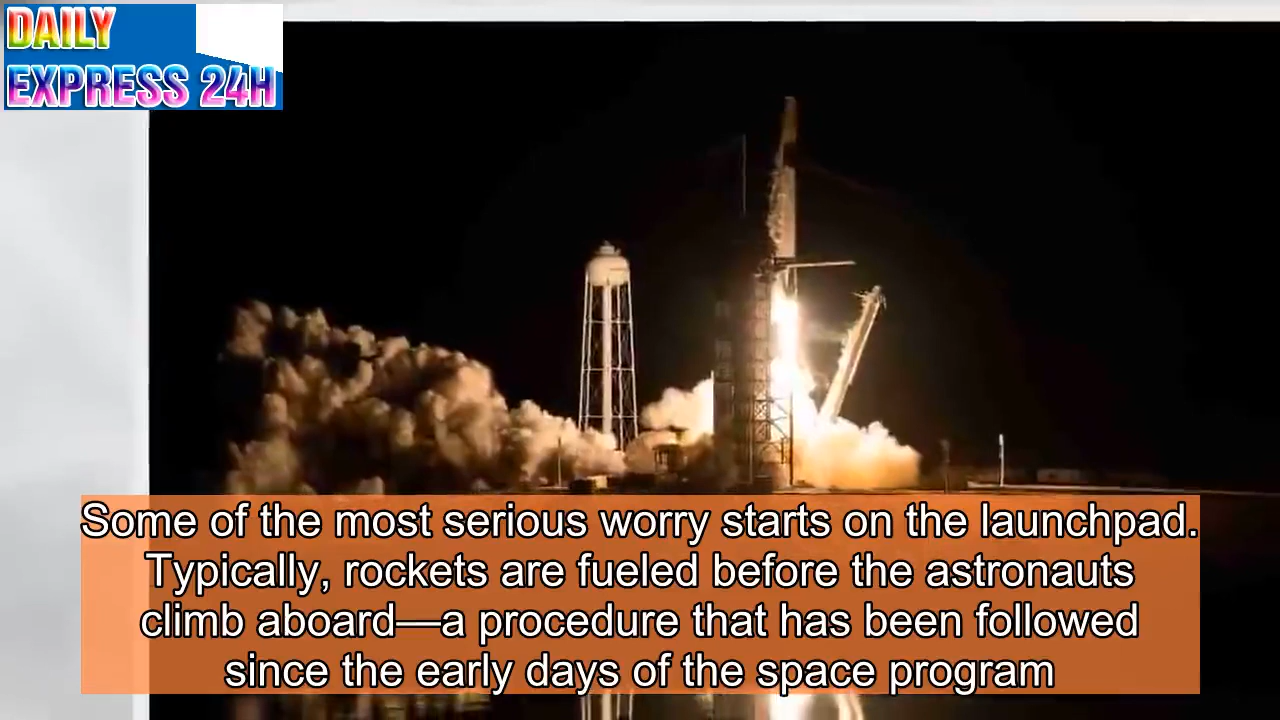 DAILY
EXPRESS 24H
Some of the most serious worry starts on the launchpad.
Typically, rockets are fueled before the astronauts
climb aboard—a procedure that has been followed
since the early days of the space program